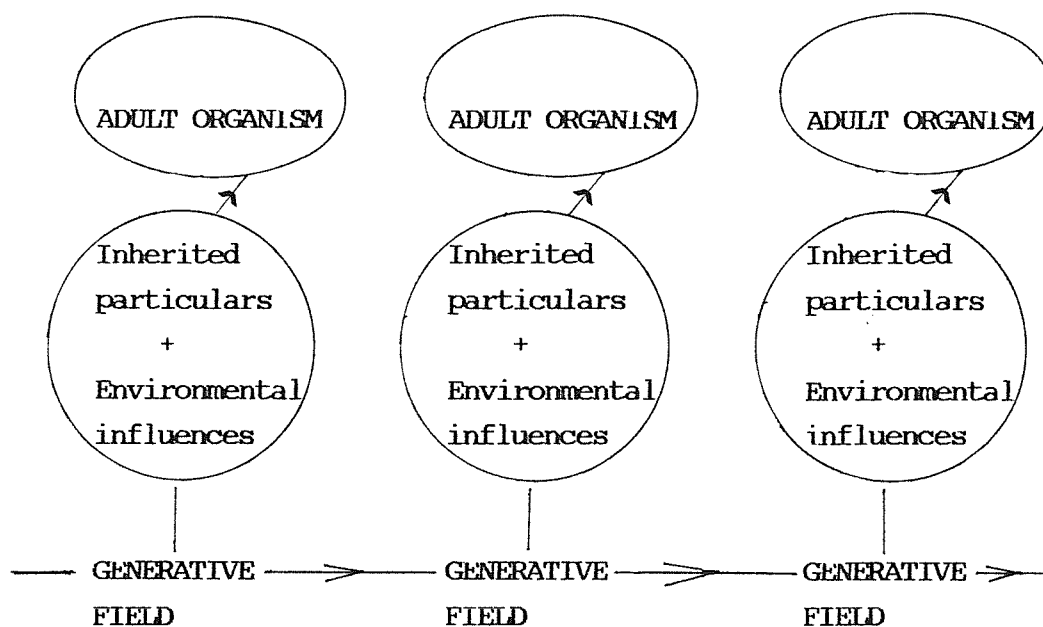 ADULT ORGANISM
ADULT ORGANISM
ADULT ORGANISM
Inherited
particulars
+
Environmental
influences
Inherited
particulars
+
Environmental
influences
Inherited
particulars
+
Environmental
influences
GENERATIVE
FIELD
GENERATIVE
FIELD
GENERATIVE
FIELD